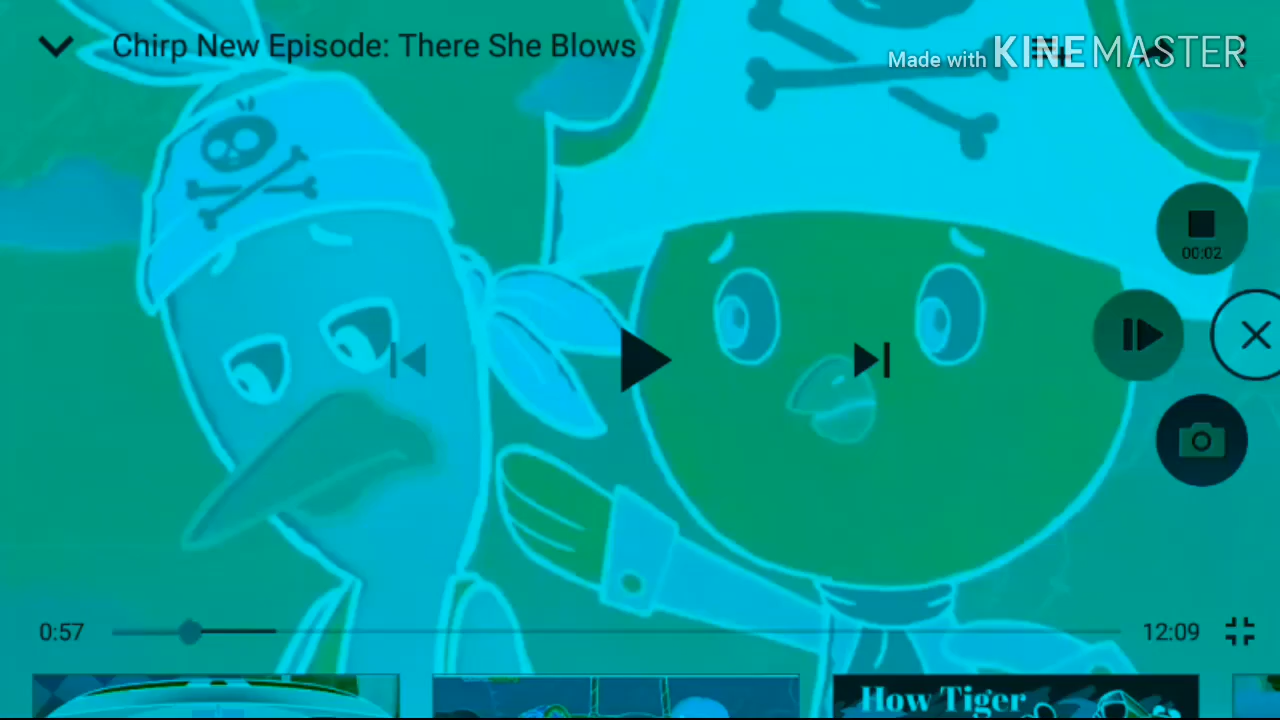 Chirp New Episode: There She Blows
Made with KINEMASTER
00:02
0:57
12:09
How Tiger